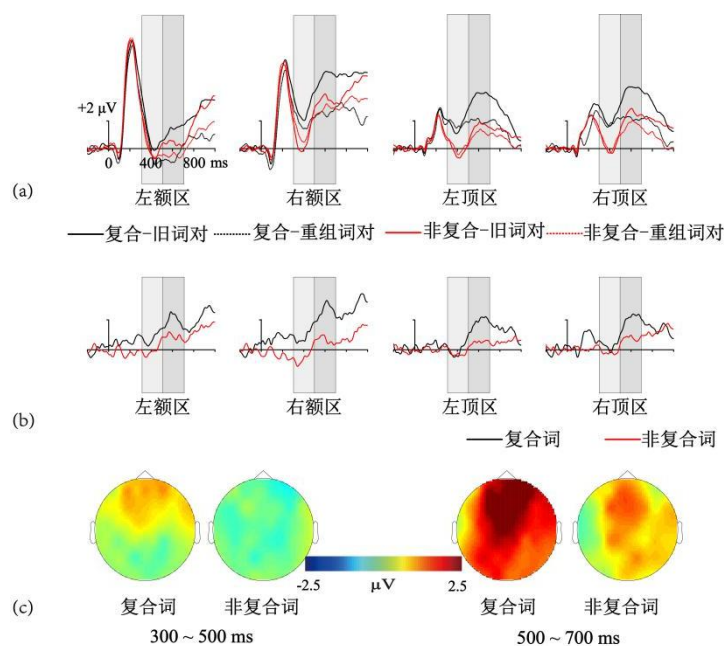 +2 μV
0 400 800 ms
(a)
左额区 右额区 左顶区 右顶区
复合-旧词对 复合-重组词对 非复合-旧词对 非复合-重组词对
左额区 右额区 左顶区 右顶区
(b)
复合词 非复合词
-2.5 μV 2.5
(c)
复合词 非复合词 复合词 非复合词
300 ~ 500 ms 500 ~ 700 ms